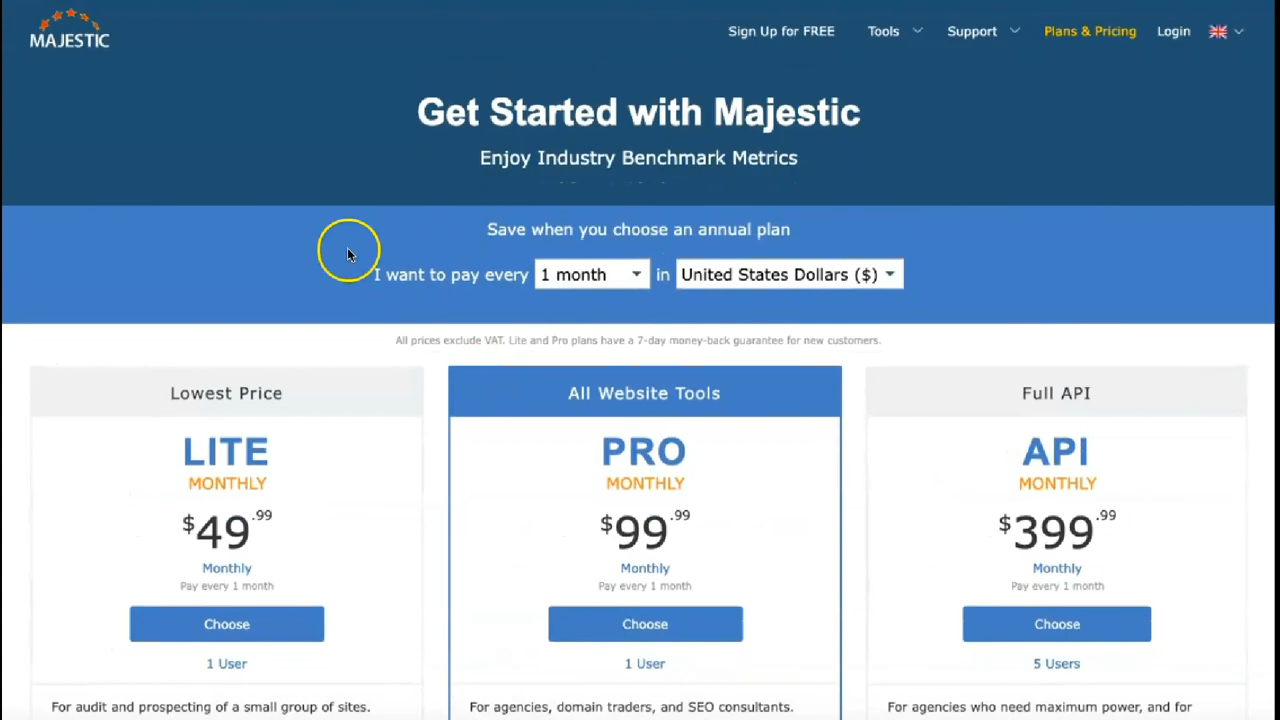 MAJESTIC
Sign Up for FREE Tools Support Plans & Pricing Login
Get Started with Majestic
Enjoy Industry Benchmark Metrics
Save when you choose an annual plan
I want to pay every 1 month in United States Dollars ($)
All prices exclude VAT. Lite and Pro plans have a 7-day money-back guarantee for new customers.
Lowest Price
LITE
MONTHLY
$49.99
Monthly
Pay every 1 month
Choose
1 User
For audit and prospecting of a small group of sites.
All Website Tools
PRO
MONTHLY
$99.99
Monthly
Pay every 1 month
Choose
1 User
For agencies, domain traders, and SEO consultants.
Full API
API
MONTHLY
$399.99
Monthly
Pay every 1 month
Choose
5 Users
For agencies who need maximum power, and for